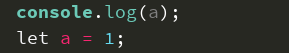 console.log(a);
let a = 1;